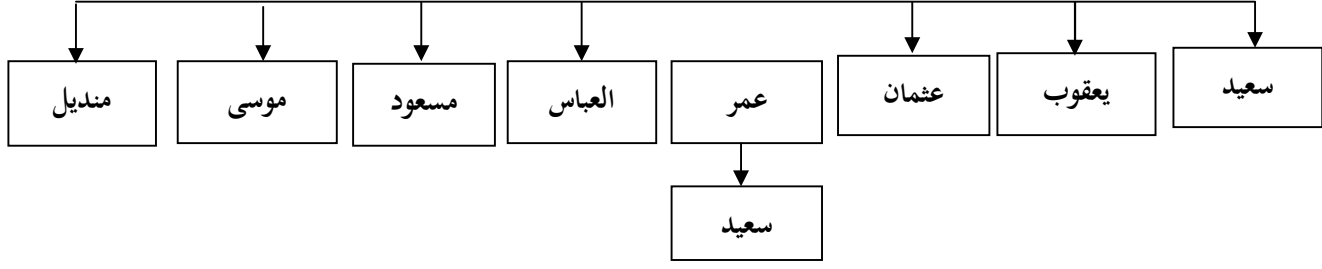 سعيد
يعقوب
عثمان
عمر
العباس
مسعود
موسى
منديل
سعيد